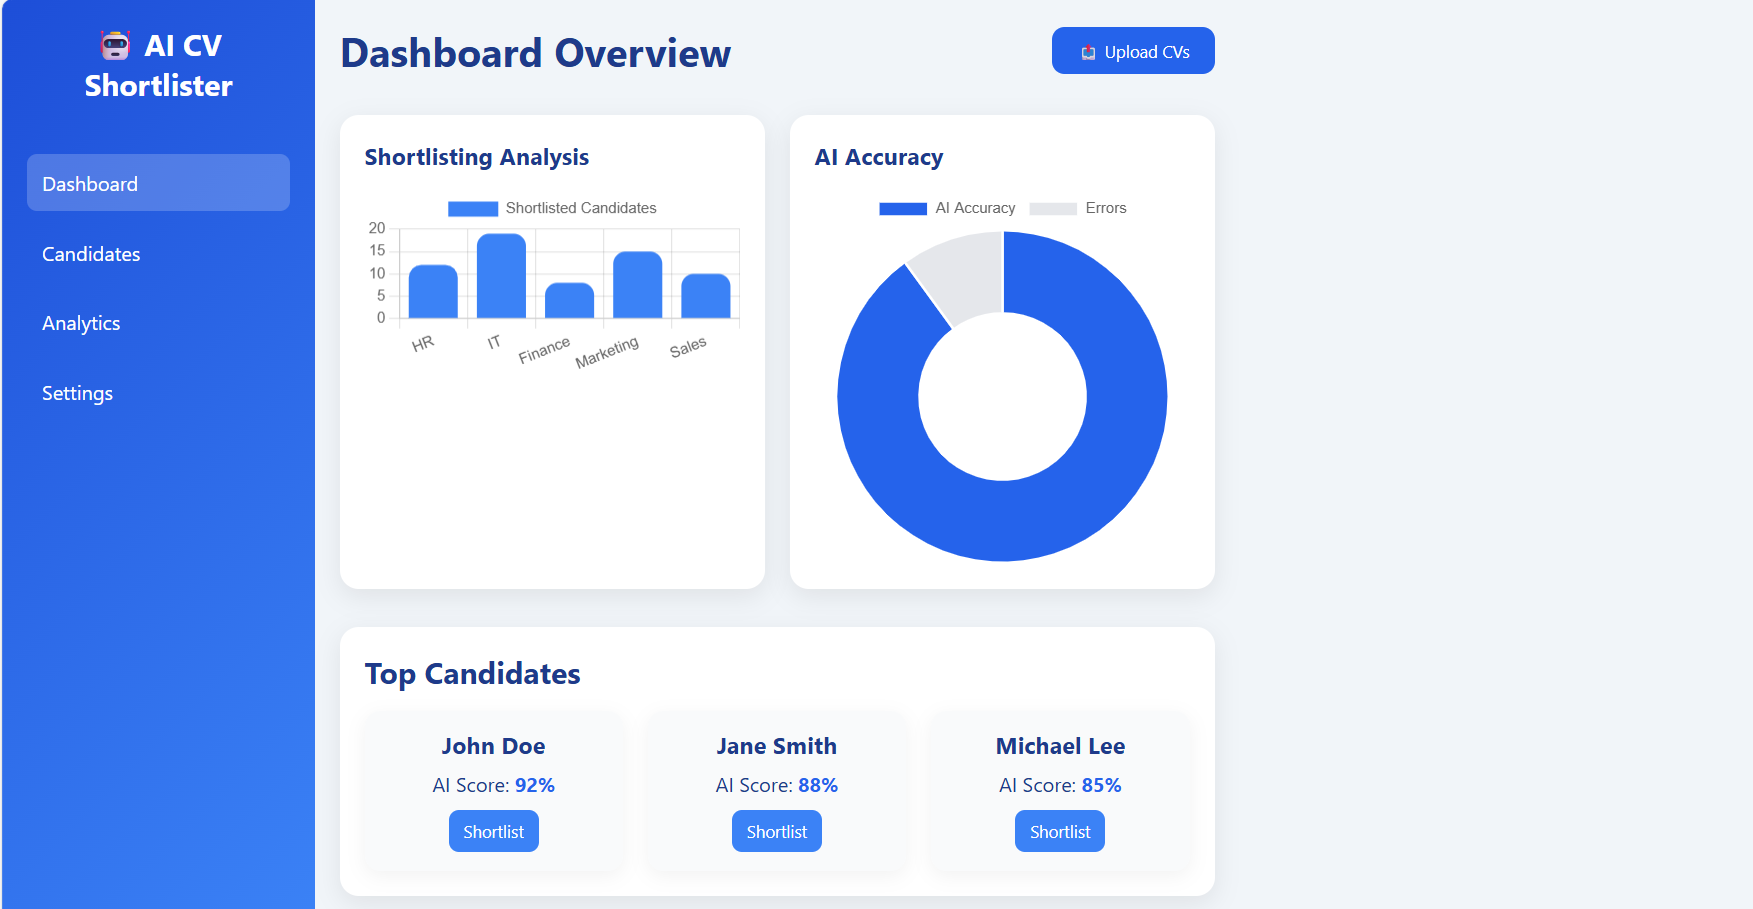 AI CV
Shortlister
Dashboard
Candidates
Analytics
Settings
Dashboard Overview
Upload CVs
Shortlisting Analysis
Shortlisted Candidates
20
15
10
5
0
HR
IT
Finance
Marketing
Sales
AI Accuracy
AI Accuracy
Errors
Top Candidates
John Doe
AI Score: 92%
Shortlist
Jane Smith
AI Score: 88%
Shortlist
Michael Lee
AI Score: 85%
Shortlist